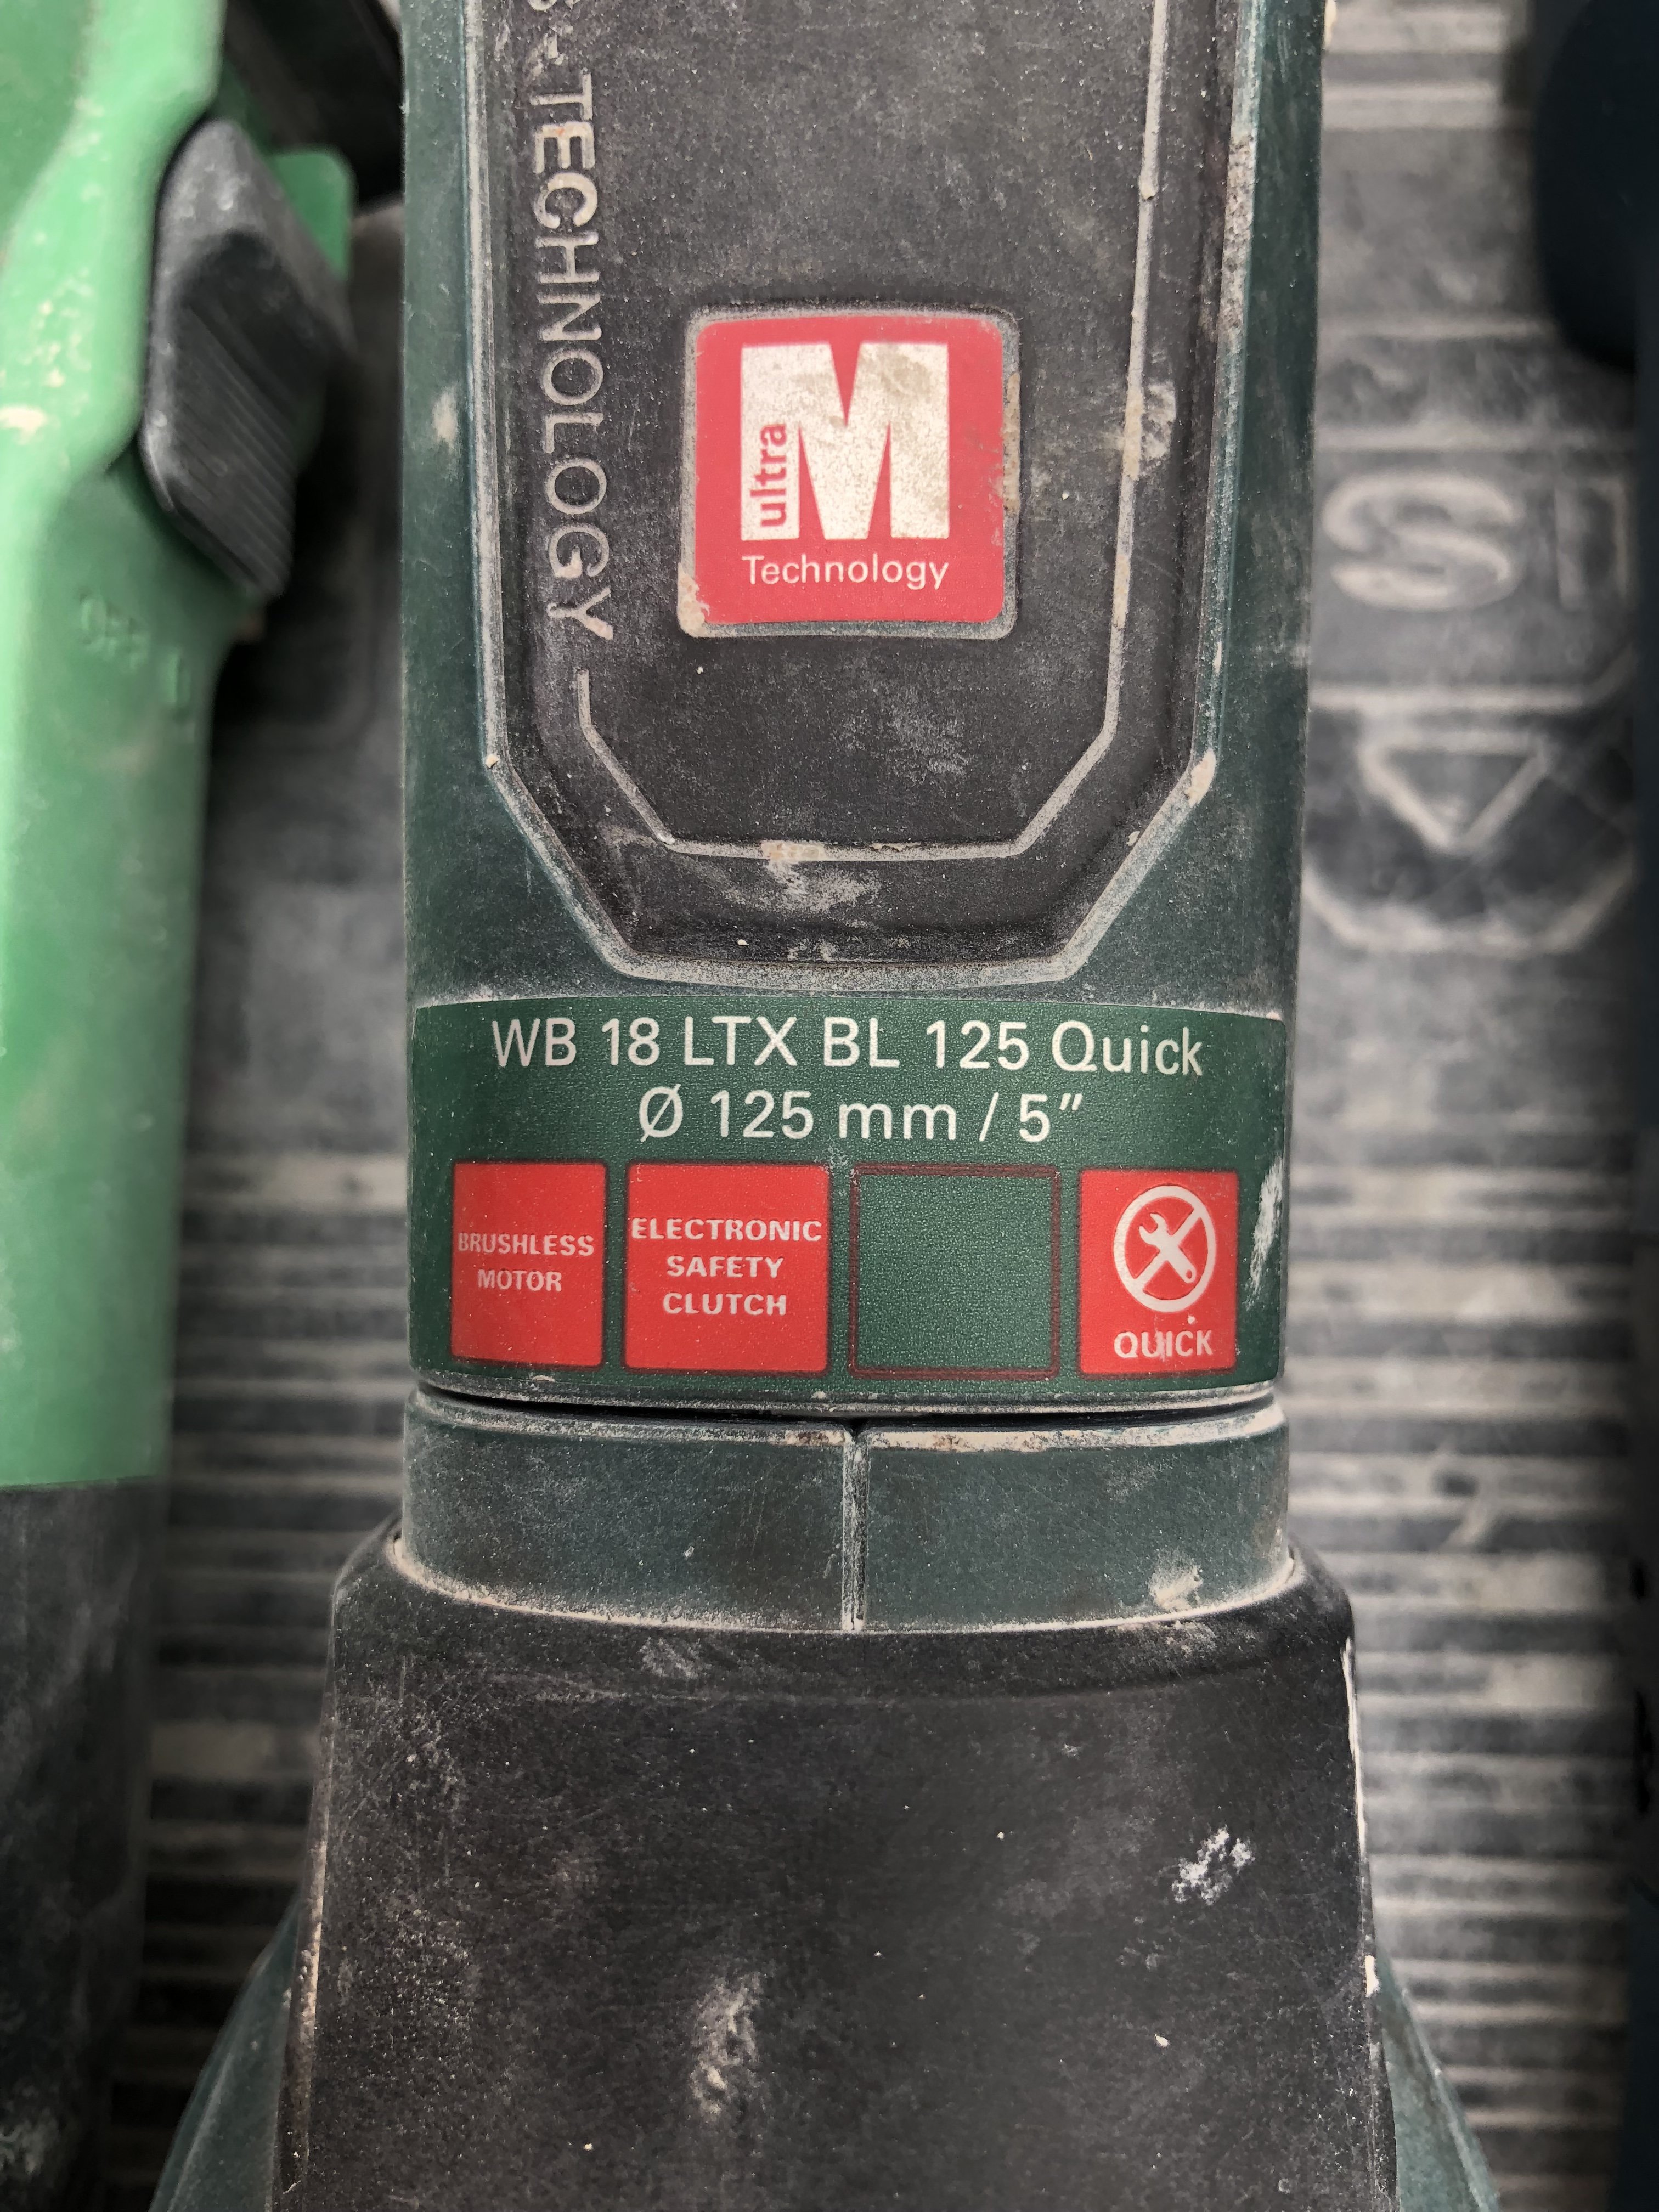 TECHNOLOGY
ultra M
Technology
WB 18 LTX BL 125 Quick
Ø 125 mm / 5"
BRUSHLESS
MOTOR
ELECTRONIC
SAFETY
CLUTCH
QUICK